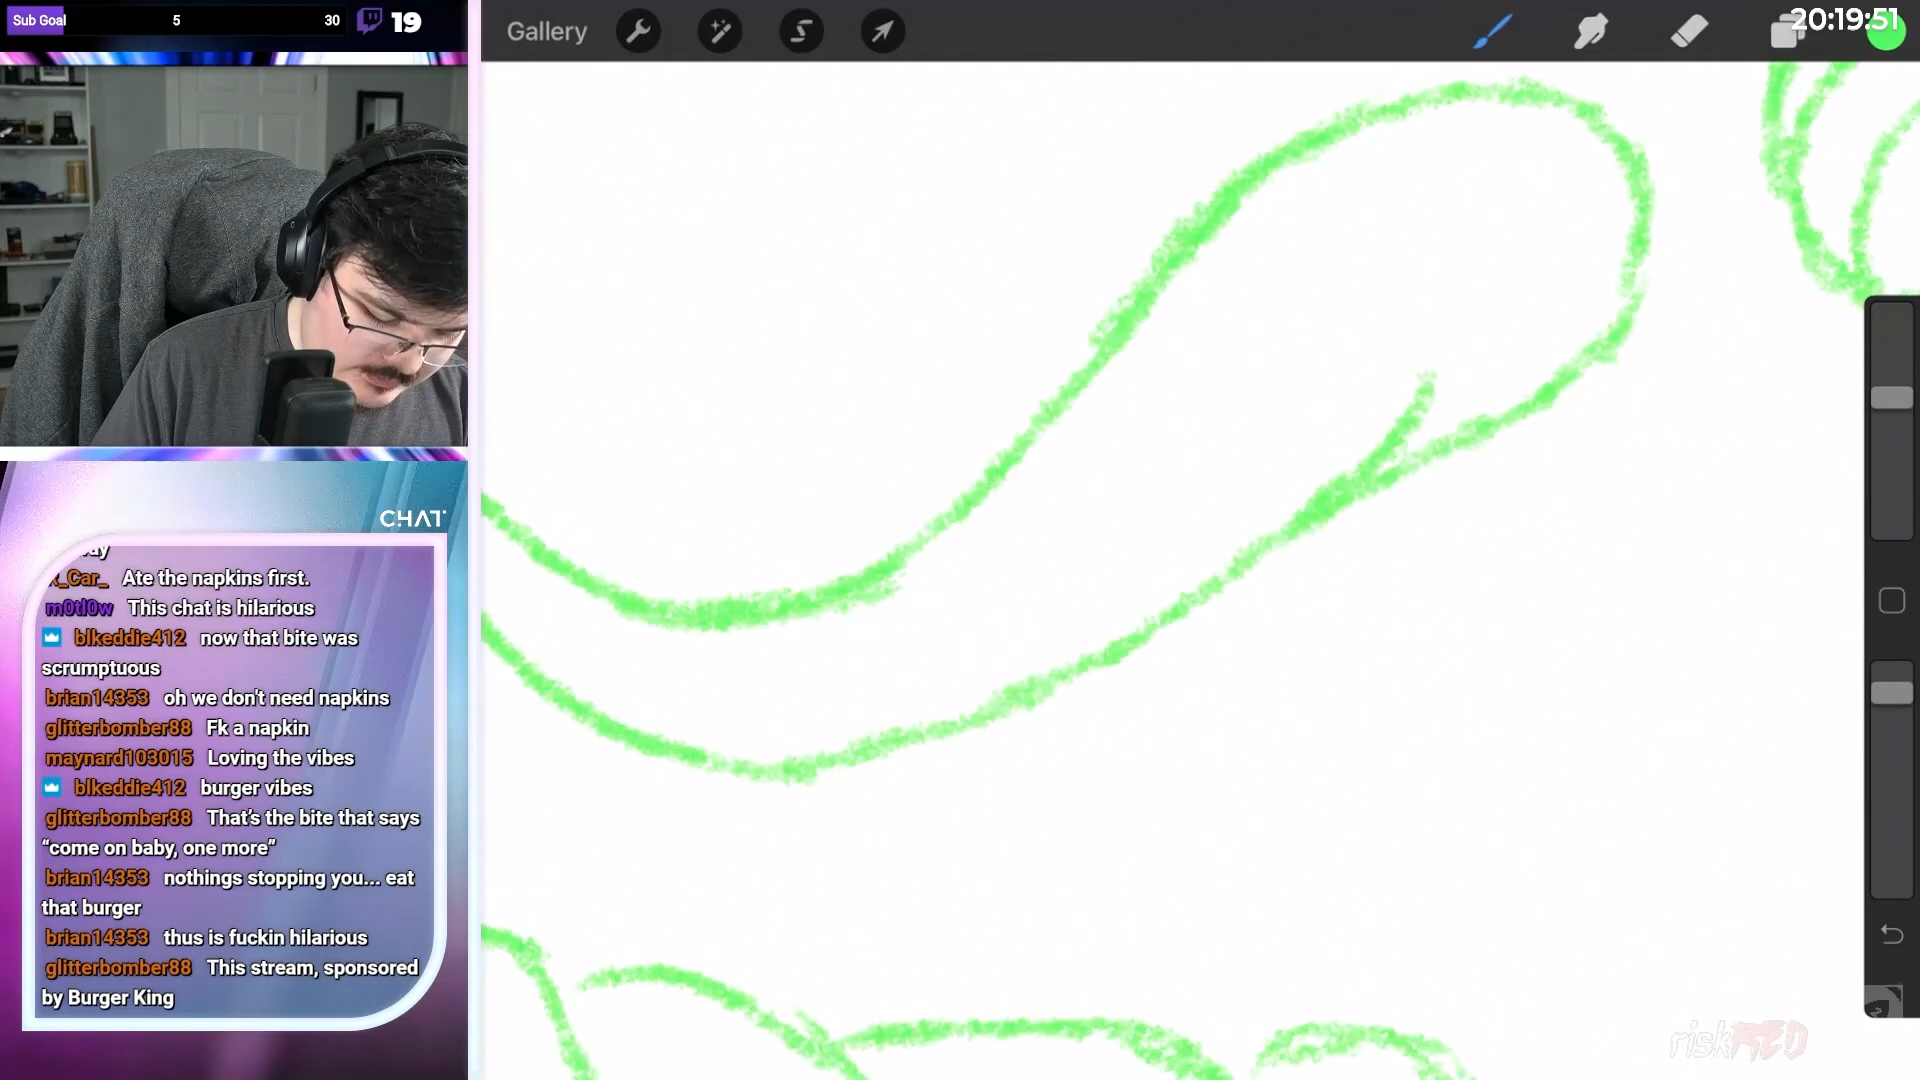 Sub Goal 5 30 19
Gallery
20:19:51
CHAT
Ate the napkins first.
m0tl0w This chat is hilarious
blkeddie412 now that bite was
scrumptuous
brian14353 oh we don't need napkins
glitterbomber88 Fk a napkin
maynard103015 Loving the vibes
blkeddie412 burger vibes
glitterbomber88 That's the bite that says
“come on baby, one more”
brian14353 nothings stopping you... eat
that burger
brian14353 thus is fuckin hilarious
glitterbomber88 This stream, sponsored
by Burger King
riskRED